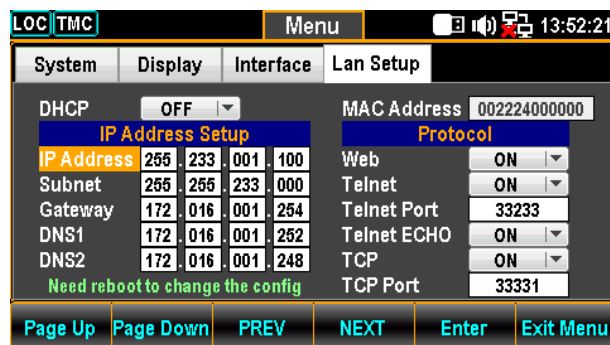 LOC TMC Menu 13:52:21
System Display Interface Lan Setup
DHCP OFF MAC Address 002224000000
IP Address Setup Protocol
IP Address 255 . 233 . 001 . 100 Web ON
Subnet 255 . 255 . 233 . 000 Telnet ON
Gateway 172 . 016 . 001 . 254 Telnet Port 33233
DNS1 172 . 016 . 001 . 252 Telnet ECHO ON
DNS2 172 . 016 . 001 . 248 TCP ON
Need reboot to change the config TCP Port 33331
Page Up Page Down PREV NEXT Enter Exit Menu